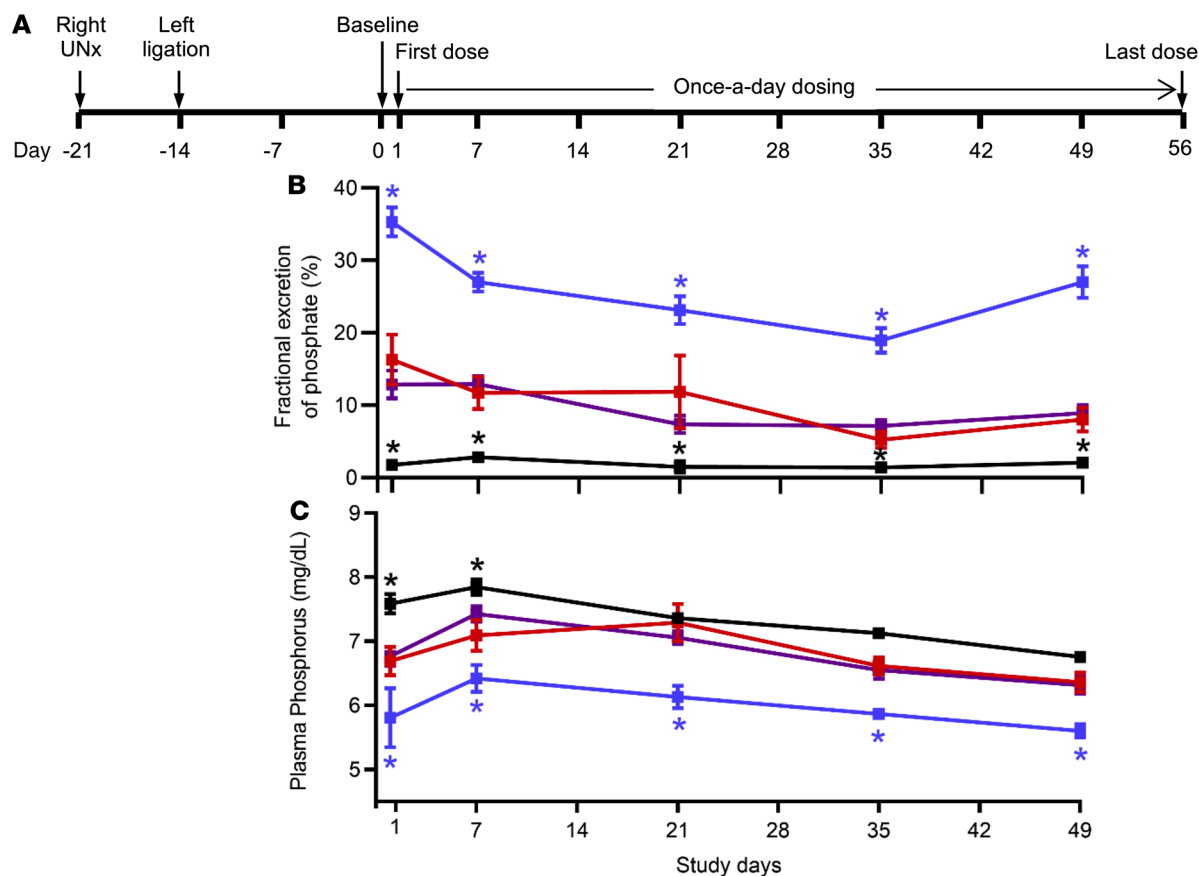 A
Right
UNx
Left
ligation
Baseline
First dose
Last dose
Once-a-day dosing
Day -21 -14 -7 0 1 7 14 21 28 35 42 49 56
B
Fractional excretion
of phosphate (%)
40
30
20
10
0
* * * * *
* * * * *
C
Plasma Phosphorus (mg/dL)
9
8
7
6
5
* *
* * * * *
1 7 14 21 28 35 42 49
Study days